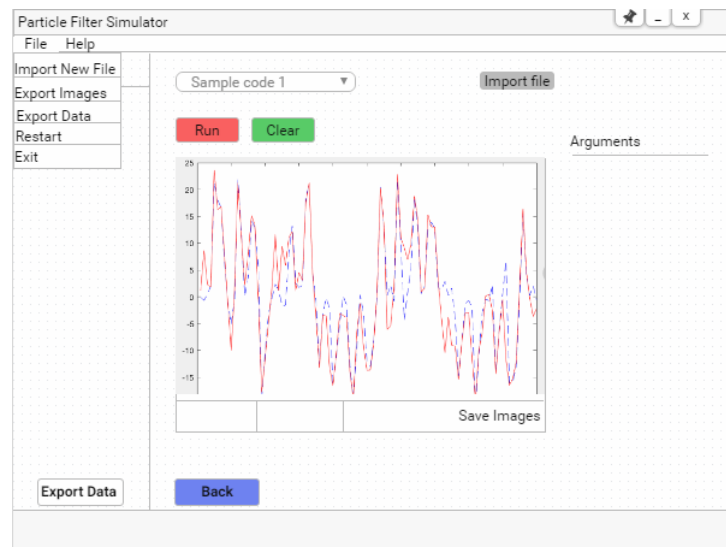 Particle Filter Simulator
_ x
File Help
Import New File
Export Images
Export Data
Restart
Exit
Sample code 1
Import file
Run Clear
Arguments
25
20
15
10
5
0
-5
-10
-15
Save Images
Export Data
Back